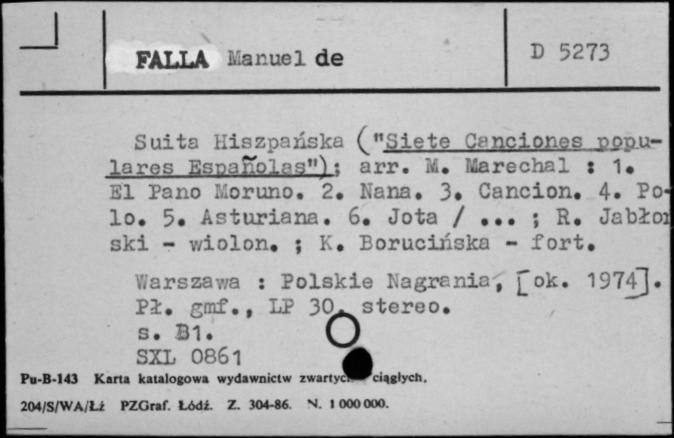 FALLA Manuel de
D 5273
Suita Hiszpańska ("Siete Canciones popu-
lares Españolas"); arr. M. Marechal : 1.
El Pano Moruno. 2. Nana. 3. Cancion. 4. Po-
lo. 5. Asturiana. 6. Jota / ... ; R. Jabłoń
ski - wiolon. ; K. Borucińska - fort.
Warszawa : Polskie Nagrania, [ok. 1974].
Pł. gmf., LP 30, stereo.
s. B1.
SXL 0861
Pu-B-143 Karta katalogowa wydawnictw zwartych ciągłych.
204/S/WA/Łź PZGraf. Łódź. Z. 304-86. N. 1 000 000.